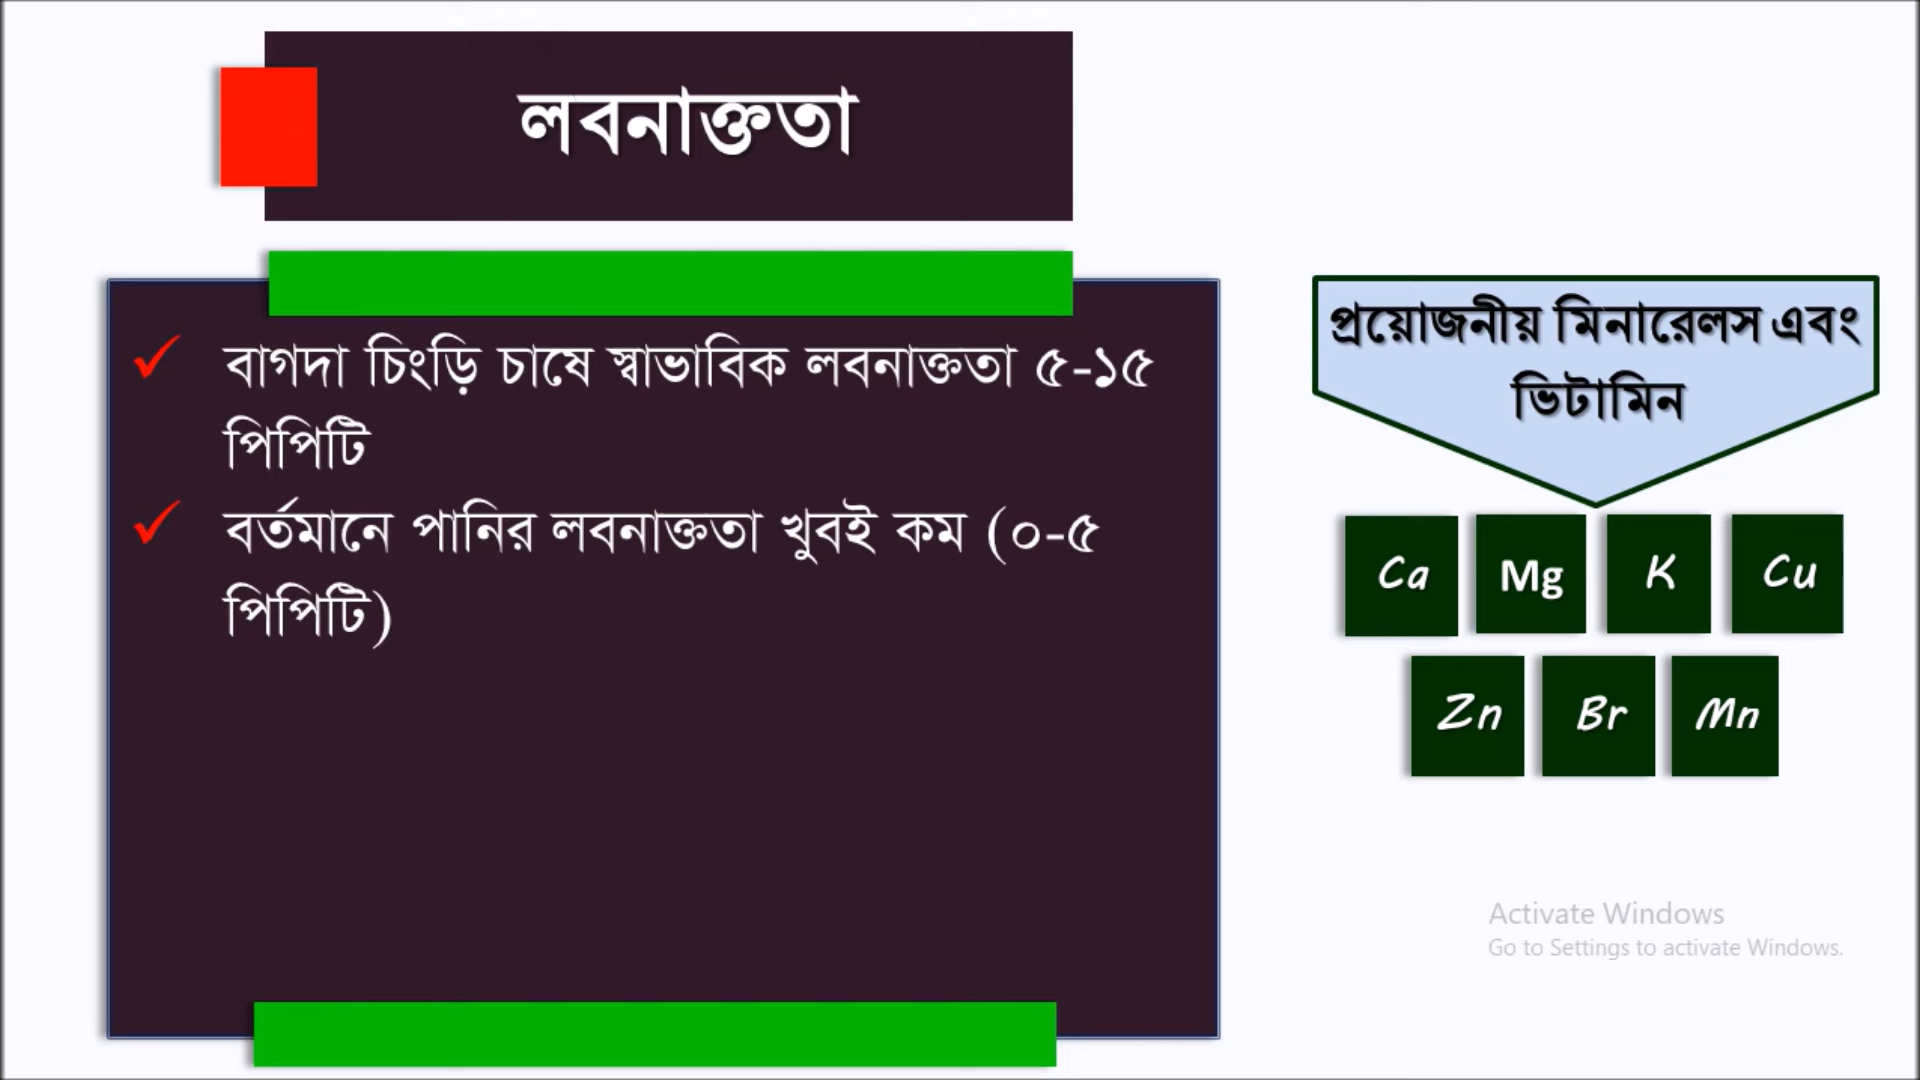 লবনাক্ততা
বাগদা চিংড়ি চাষে স্বাভাবিক লবনাক্ততা ৫-১৫
পিপিটি
বর্তমানে পানির লবনাক্ততা খুবই কম (০-৫
পিপিটি)
প্রয়োজনীয় মিনারেলস এবং
ভিটামিন
Ca Mg K Cu
Zn Br Mn
Activate Windows
Go to Settings to activate Windows.